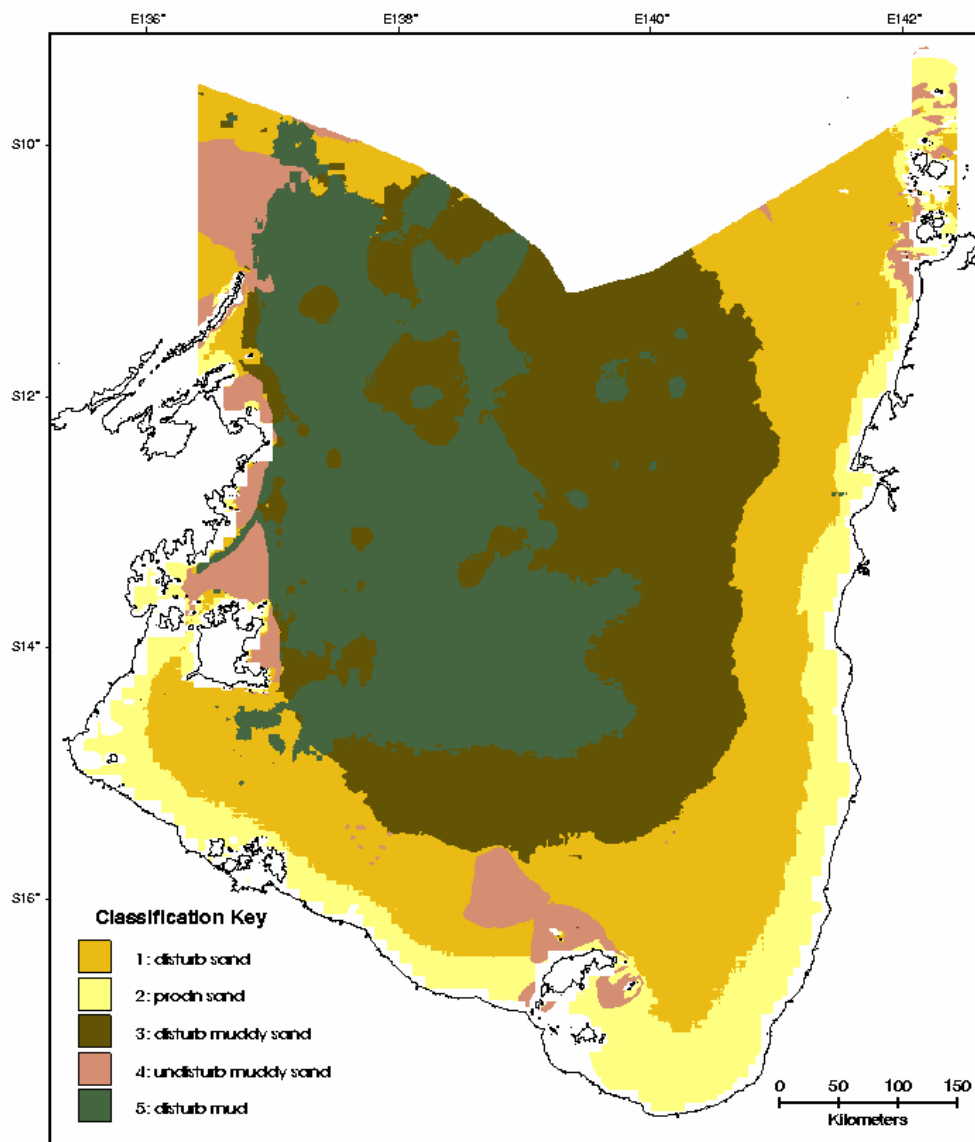 E136° E138° E140° E142°
S10°
S12°
S14°
S16°
Classification Key
1: disturb sand
2: prodn sand
3: disturb muddy sand
4: undisturb muddy sand
5: disturb mud
0 50 100 150
Kilometers